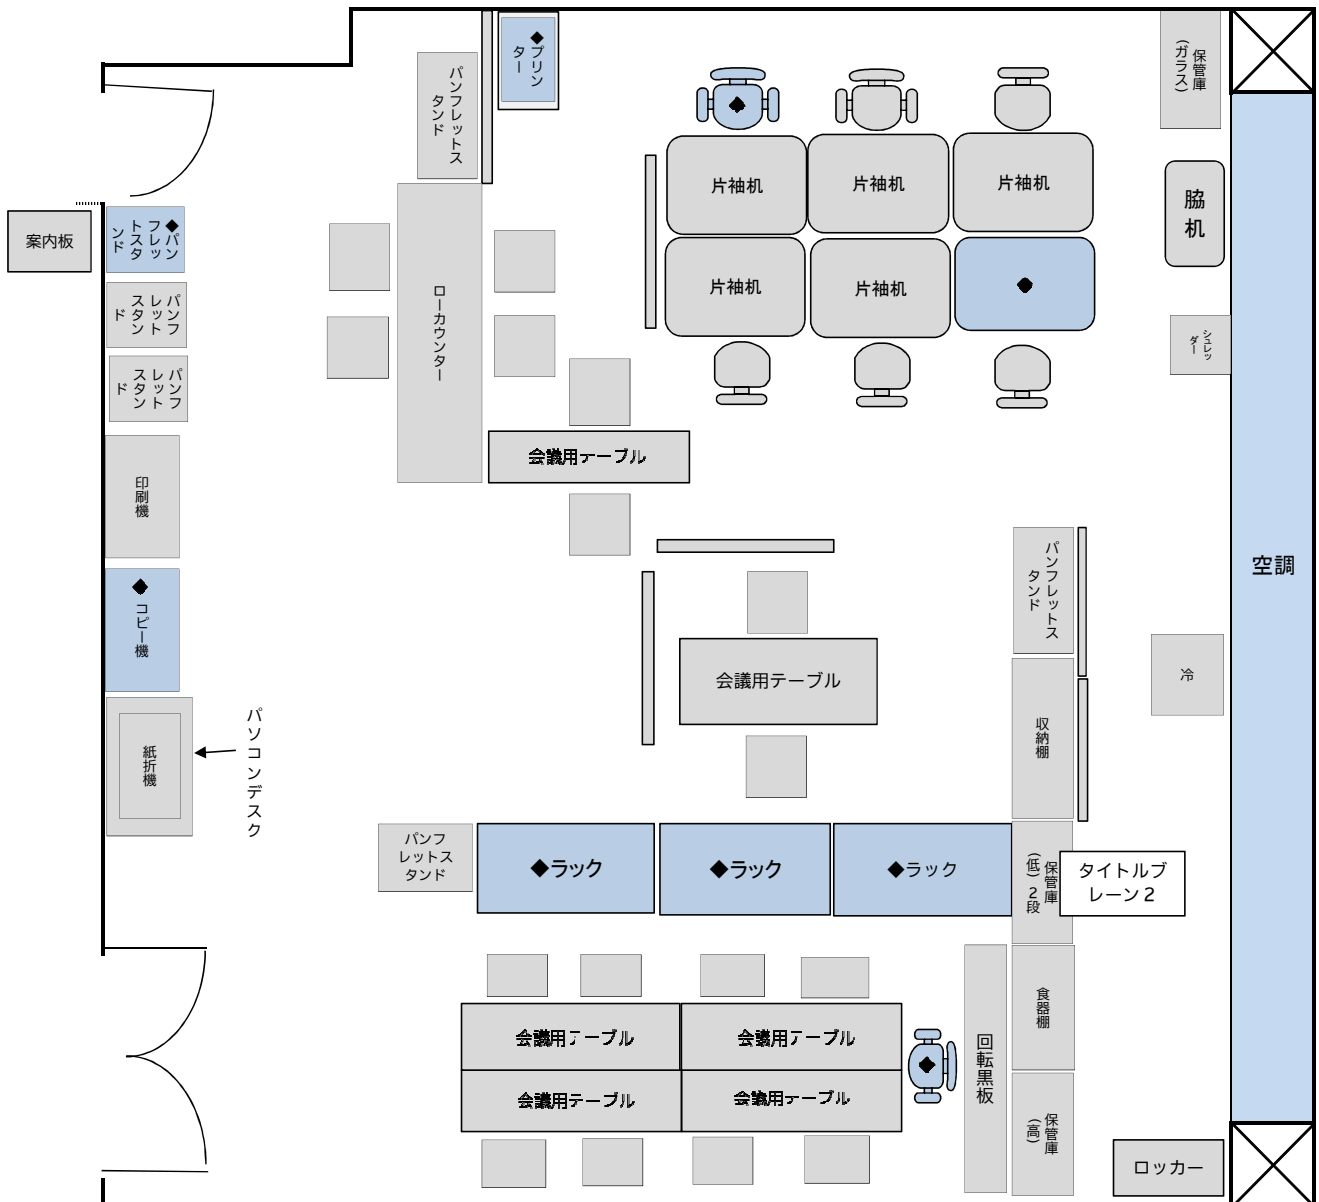 ◆プリン
ター
パンフレットス
タンド
保管庫
(ガラス)
◆
片袖机
片袖机
片袖机
脇
机
案内板
◆パン
フレッ
トスタ
ンド
片袖机
片袖机
◆
パンフ
レット
スタン
ド
ローカウンター
シュレッ
ダー
パンフ
レット
スタン
ド
会議用テーブル
印刷機
空調
パンフレットス
タンド
◆
コピー機
会議用テーブル
冷
収納棚
紙折機
パソコンデスク
パンフ
レットス
タンド
◆ラック
◆ラック
◆ラック
保管庫
(低)2段
タイトルブ
レーン2
食器棚
会議用テーブル
会議用テーブル
◆
回転黒板
会議用テーブル
会議用テーブル
保管庫
(高)
ロッカー